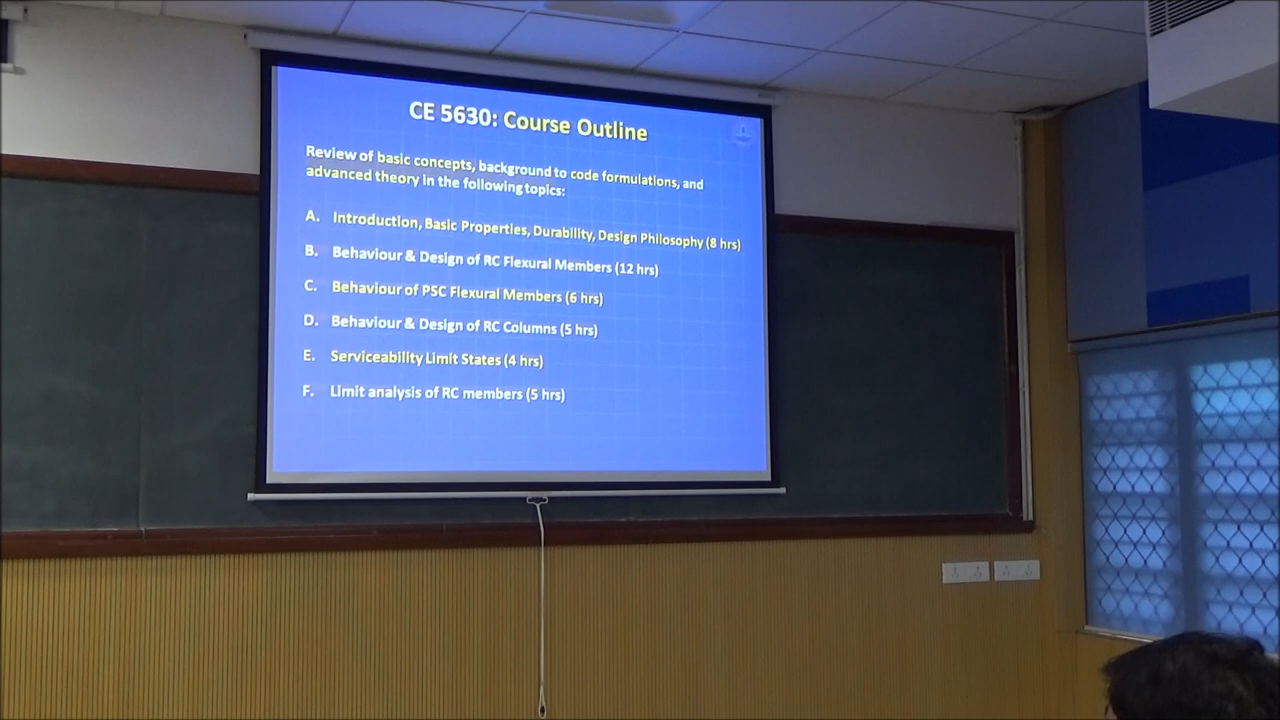 CE 5630: Course Outline
Review of basic concepts, background to code formulations, and
advanced theory in the following topics:
A. Introduction, Basic Properties, Durability, Design Philosophy (8 hrs)
B. Behaviour & Design of RC Flexural Members (12 hrs)
C. Behaviour of PSC Flexural Members (6 hrs)
D. Behaviour & Design of RC Columns (5 hrs)
E. Serviceability Limit States (4 hrs)
F. Limit analysis of RC members (5 hrs)